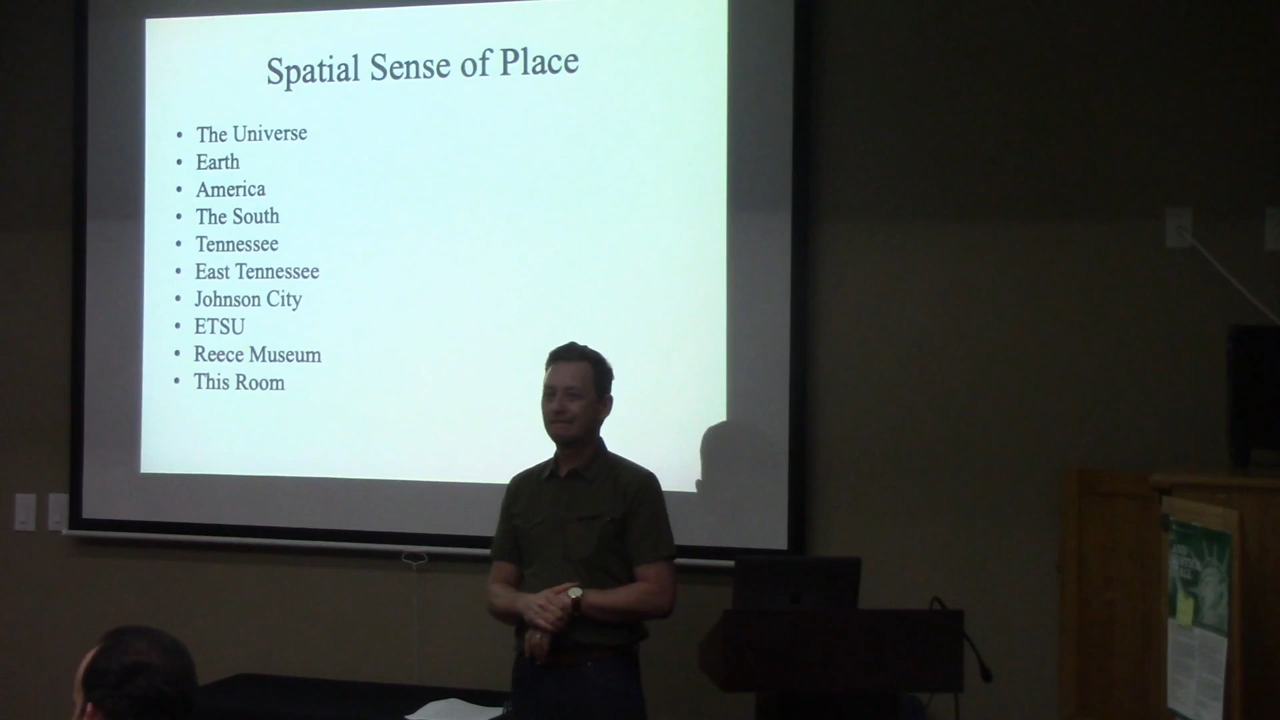 Spatial Sense of Place
• The Universe
• Earth
• America
• The South
• Tennessee
• East Tennessee
• Johnson City
• ETSU
• Reece Museum
• This Room